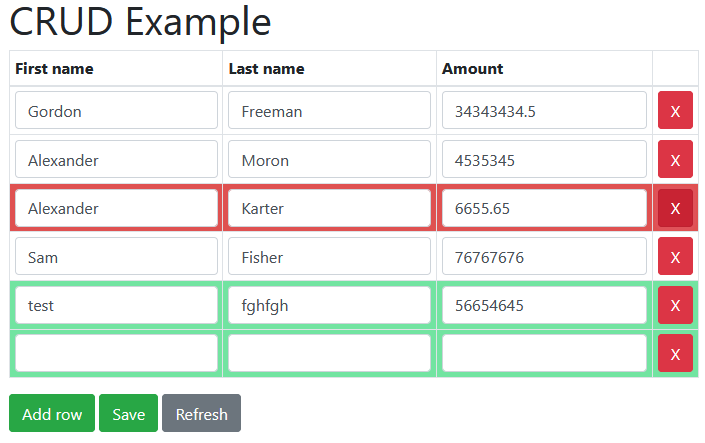 CRUD Example
First name Last name Amount
Gordon Freeman 34343434.5 X
Alexander Moron 4535345 X
Alexander Karter 6655.65 X
Sam Fisher 76767676 X
test fghfgh 56654645 X
X
Add row Save Refresh